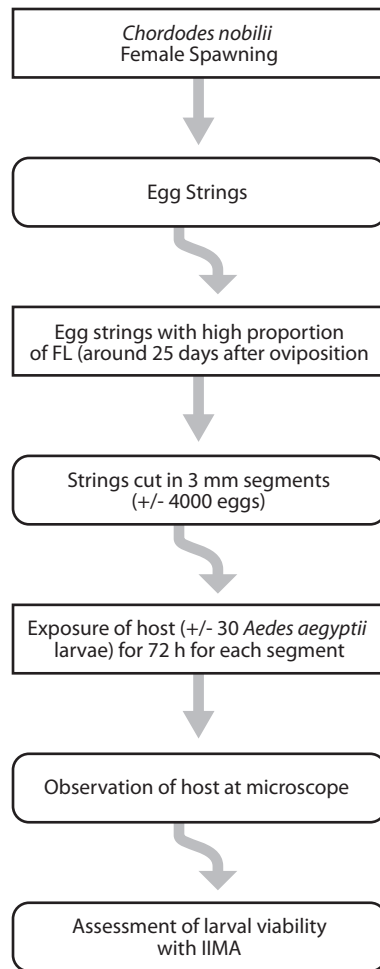 Chordodes nobilii
Female Spawning
Egg Strings
Egg strings with high proportion
of FL (around 25 days after oviposition
Strings cut in 3 mm segments
(+/- 4000 eggs)
Exposure of host (+/- 30 Aedes aegyptii
larvae) for 72 h for each segment
Observation of host at microscope
Assessment of larval viability
with IIMA